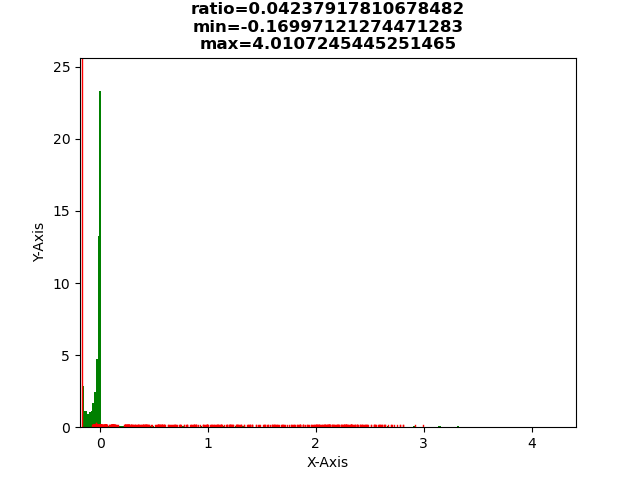 ratio=0.04237917810678482
min=-0.16997121274471283
max=4.0107245445251465
25
20
15
10
5
0
Y-Axis
0 1 2 3 4
X-Axis